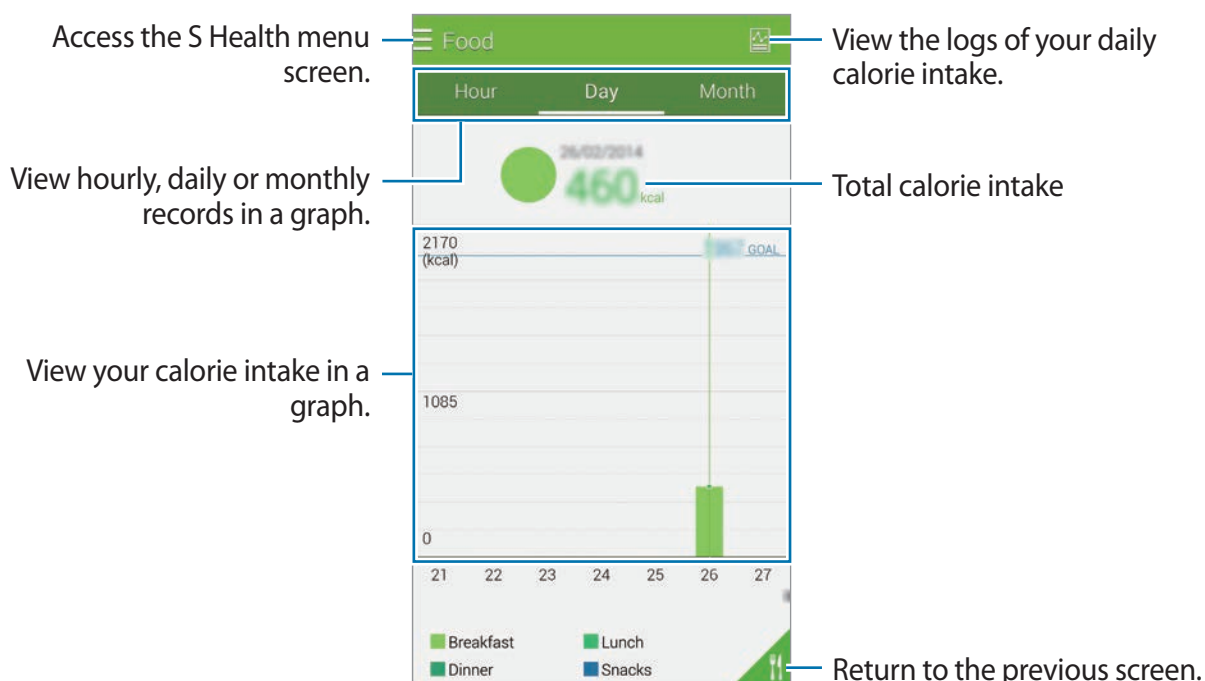 Access the S Health menu
screen.
Food
View the logs of your daily
calorie intake.
Hour Day Month
View hourly, daily or monthly
records in a graph.
26/02/2014
460 kcal
Total calorie intake
2170
(kcal)
GOAL
View your calorie intake in a
graph.
1085
0
21 22 23 24 25 26 27
Breakfast Lunch
Dinner Snacks
Return to the previous screen.